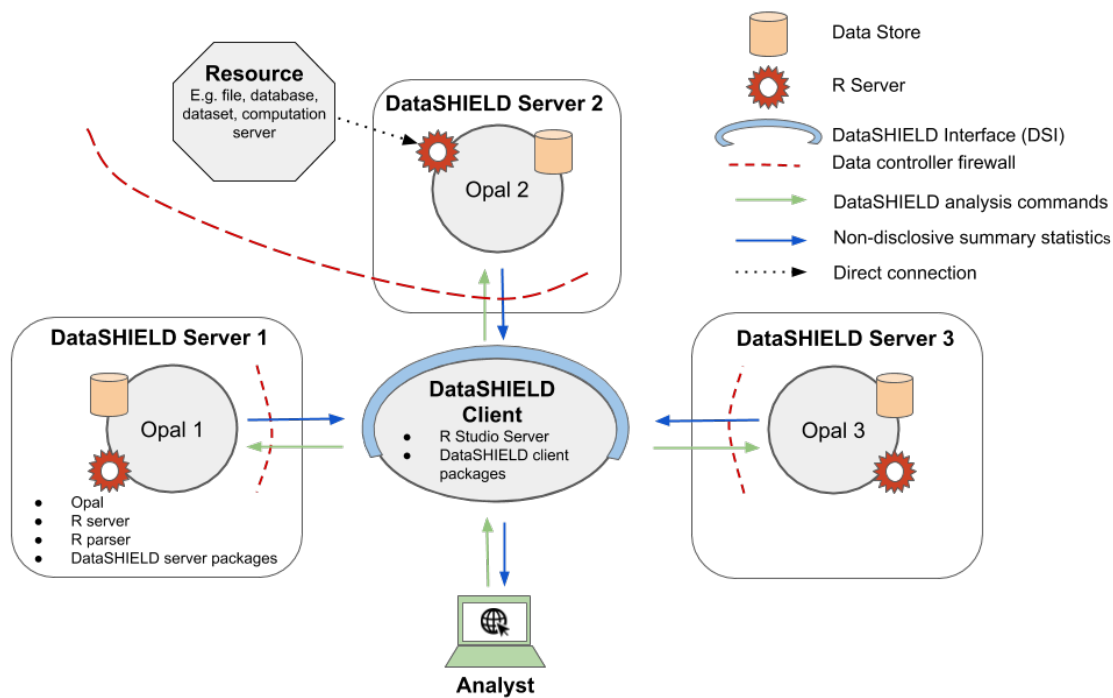 Resource
E.g. file, database,
dataset, computation
server
DataSHIELD Server 2
Opal 2
Data Store
R Server
DataSHIELD Interface (DSI)
Data controller firewall
DataSHIELD analysis commands
Non-disclosive summary statistics
Direct connection
DataSHIELD Server 1
Opal 1
• Opal
• R server
• R parser
• DataSHIELD server packages
DataSHIELD
Client
• R Studio Server
• DataSHIELD client
packages
DataSHIELD Server 3
Opal 3
Analyst